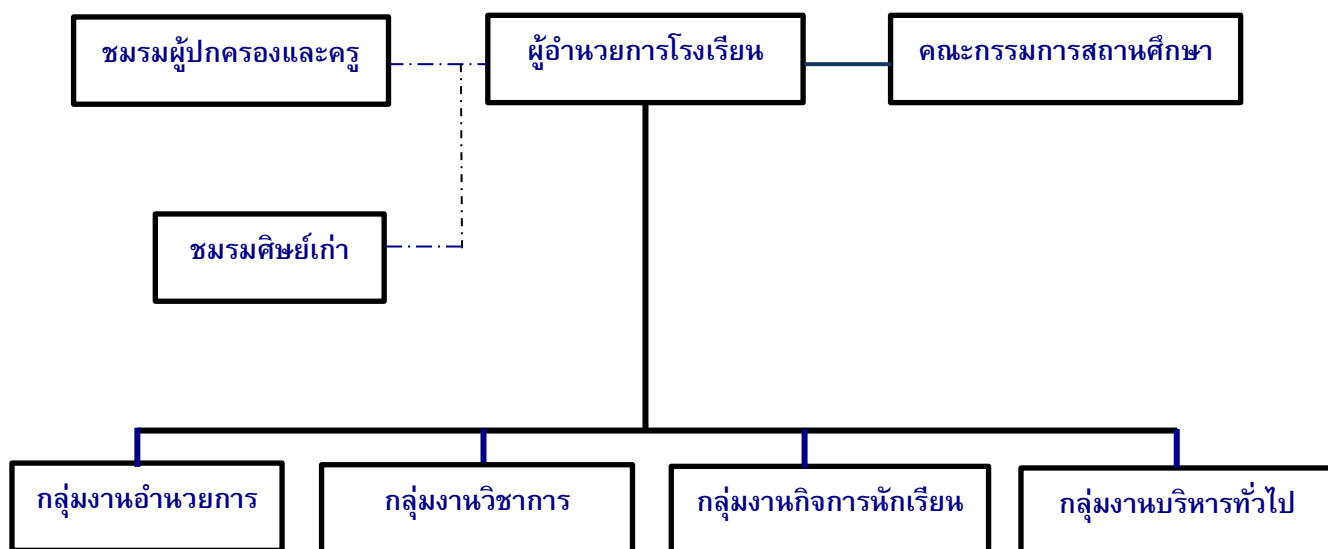 ชมรมผู้ปกครองและครู
ผู้อำนวยการโรงเรียน
คณะกรรมการสถานศึกษา
ชมรมศิษย์เก่า
กลุ่มงานอำนวยการ
กลุ่มงานวิชาการ
กลุ่มงานกิจการนักเรียน
กลุ่มงานบริหารทั่วไป